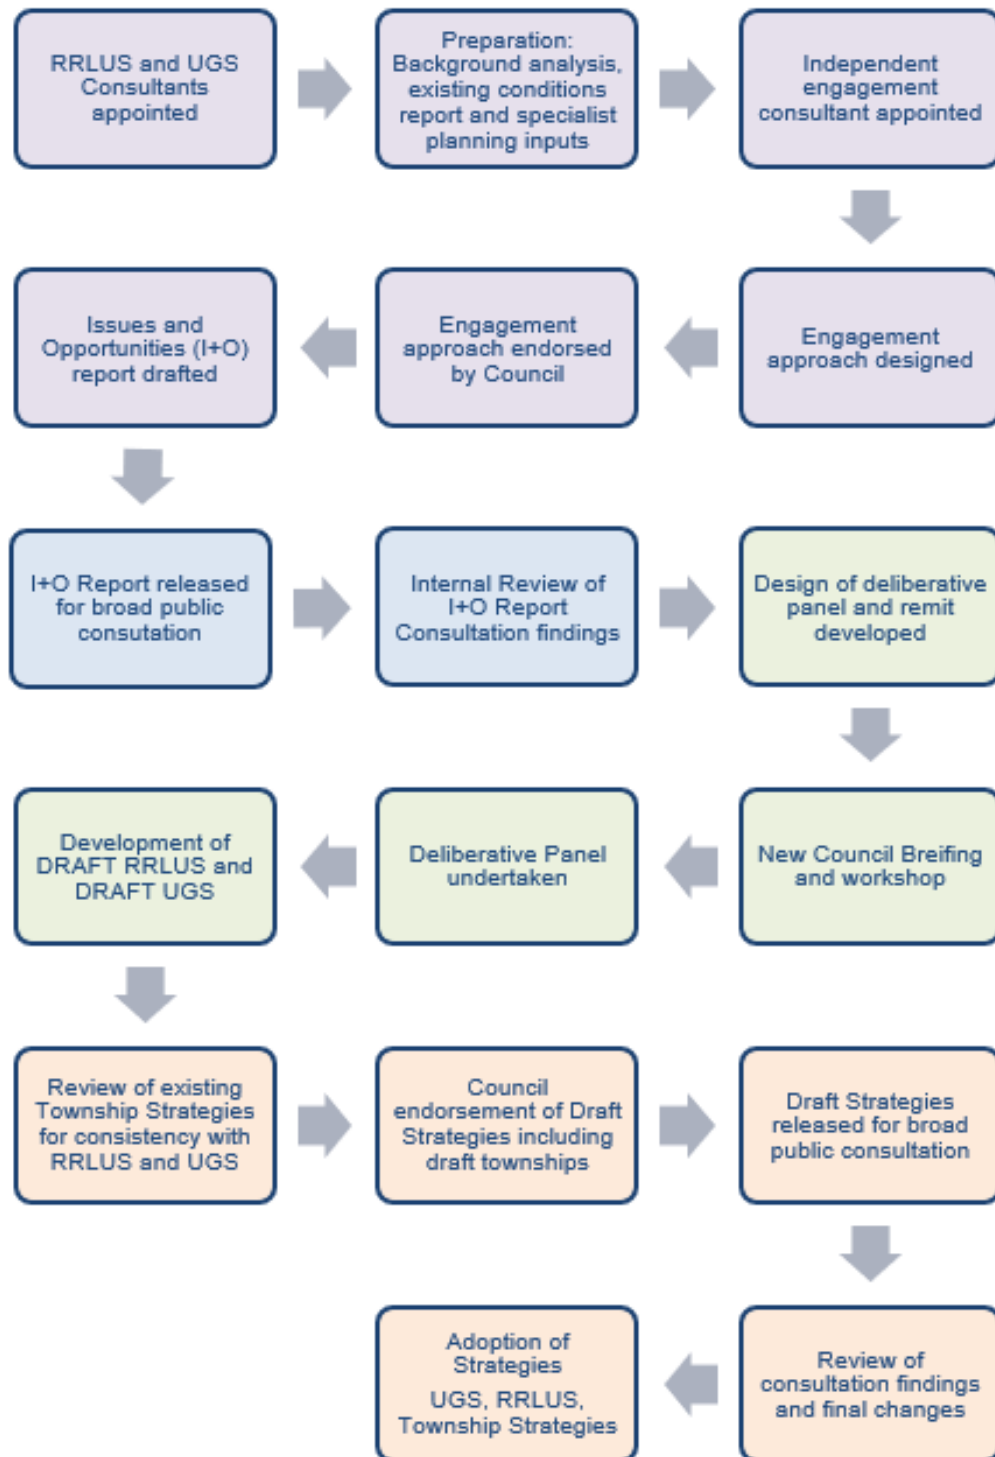 RRLUS and UGS
Consultants
appointed
Preparation:
Background analysis,
existing conditions
report and specialist
planning inputs
Independent
engagement
consultant appointed
Engagement
approach designed
Engagement
approach endorsed
by Council
Issues and
Opportunities (I+O)
report drafted
I+O Report released
for broad public
consutation
Internal Review of
I+O Report
Consultation findings
Design of deliberative
panel and remit
developed
New Council Breifing
and workshop
Deliberative Panel
undertaken
Development of
DRAFT RRLUS and
DRAFT UGS
Review of existing
Township Strategies
for consistency with
RRLUS and UGS
Council
endorsement of Draft
Strategies including
draft townships
Draft Strategies
released for broad
public consultation
Review of
consultation findings
and final changes
Adoption of
Strategies
UGS, RRLUS,
Township Strategies